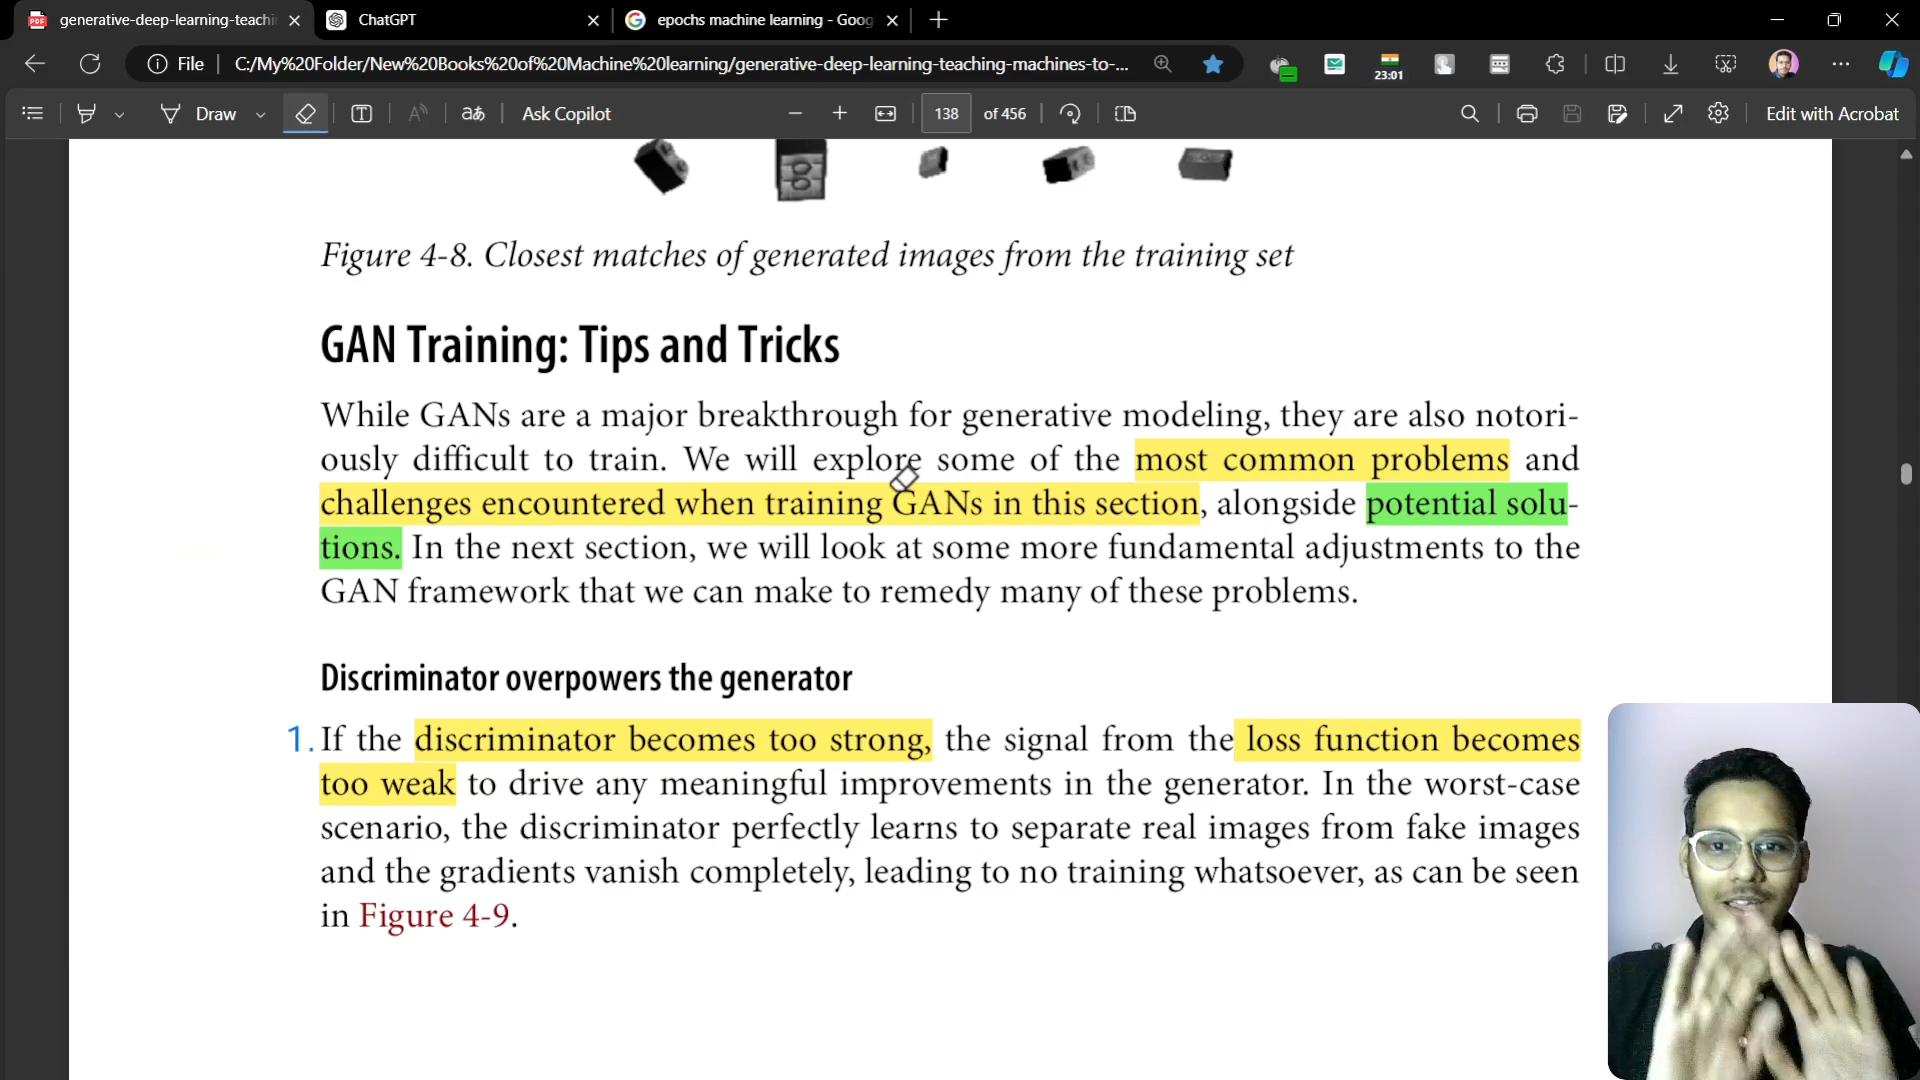 generative-deep-learning-teachi
ChatGPT
epochs machine learning - Goog
File
C:/My%20Folder/New%20Books%20of%20Machine%20learning/generative-deep-learning-teaching-machines-to-...
23:01
Draw
aあ
Ask Copilot
138
of 456
Edit with Acrobat
Figure 4-8. Closest matches of generated images from the training set
GAN Training: Tips and Tricks
While GANs are a major breakthrough for generative modeling, they are also notori-
ously difficult to train. We will explore some of the most common problems and
challenges encountered when training GANs in this section, alongside potential solu-
tions. In the next section, we will look at some more fundamental adjustments to the
GAN framework that we can make to remedy many of these problems.
Discriminator overpowers the generator
1. If the discriminator becomes too strong, the signal from the loss function becomes
too weak to drive any meaningful improvements in the generator. In the worst-case
scenario, the discriminator perfectly learns to separate real images from fake images
and the gradients vanish completely, leading to no training whatsoever, as can be seen
in Figure 4-9.